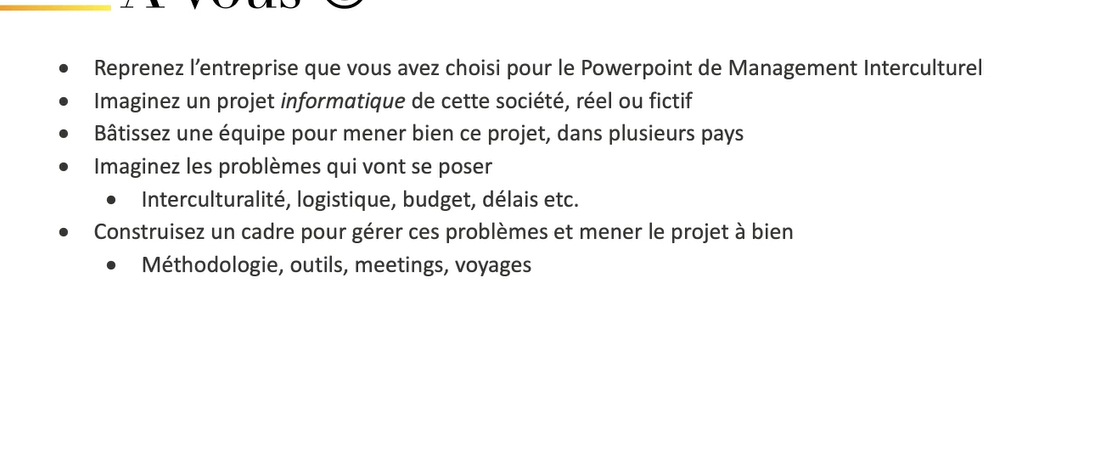 À vous
• Reprenez l’entreprise que vous avez choisi pour le Powerpoint de Management Interculturel
• Imaginez un projet informatique de cette société, réel ou fictif
• Bâtissez une équipe pour mener bien ce projet, dans plusieurs pays
• Imaginez les problèmes qui vont se poser
• Interculturalité, logistique, budget, délais etc.
• Construisez un cadre pour gérer ces problèmes et mener le projet à bien
• Méthodologie, outils, meetings, voyages